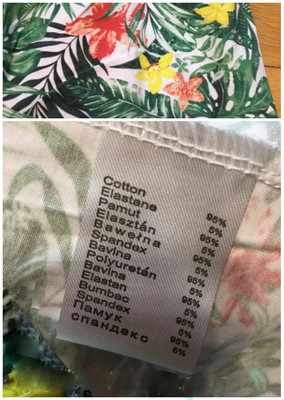 Cotton 95%
Elastane 5%
Pamut 95%
Elasztán 5%
Bawełna 95%
Spandex 5%
Bavlna 95%
Polyuretán 5%
Bavlna 95%
Elastan 5%
Bumbac 95%
Spandex 5%
Памук 95%
спандекс 5%